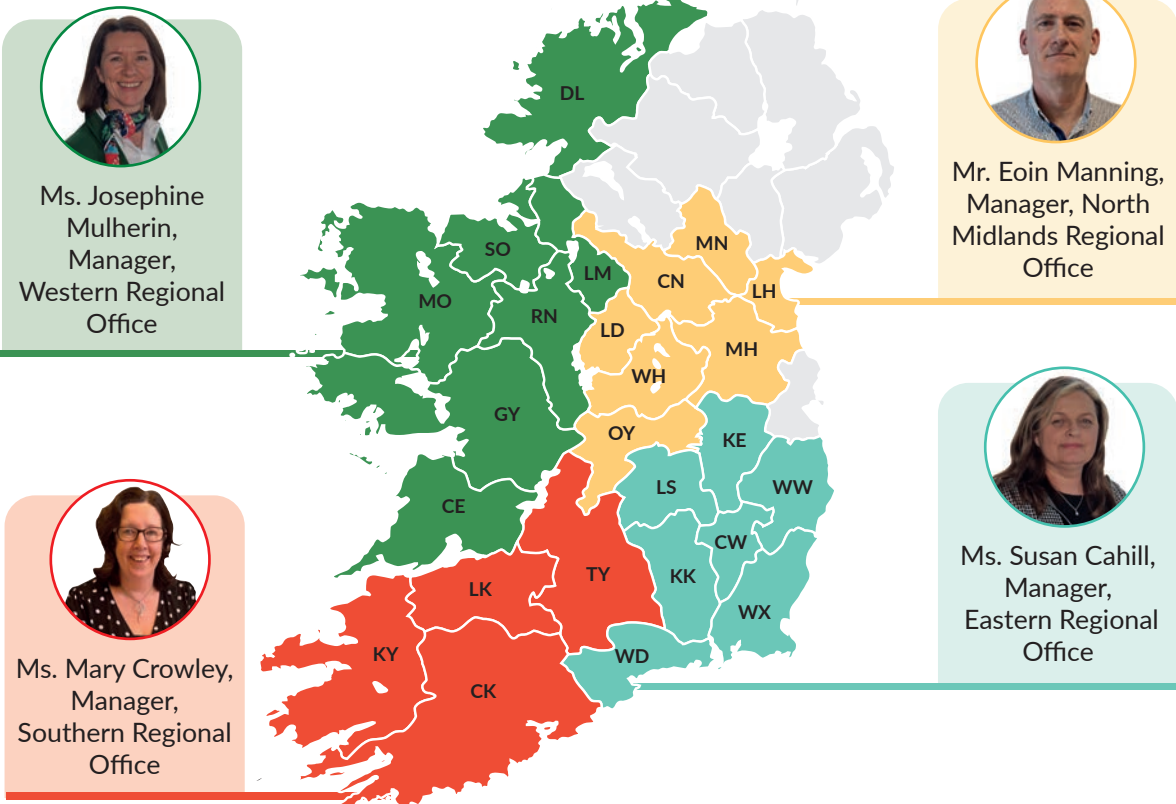 Ms. Josephine
Mulherin,
Manager,
Western Regional
Office
Mr. Eoin Manning,
Manager, North
Midlands Regional
Office
Ms. Mary Crowley,
Manager,
Southern Regional
Office
Ms. Susan Cahill,
Manager,
Eastern Regional
Office
DL
SO
LM
MO
RN
GY
CE
MN
CN
LH
LD
MH
WH
OY
KE
LS
WW
CW
KK
WX
WD
TY
LK
KY
CK